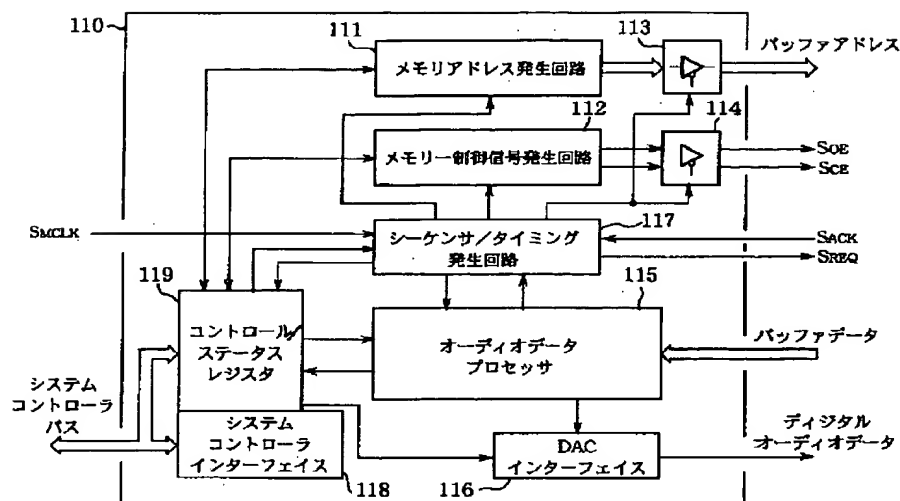 110
111
メモリアドレス発生回路
113
バッファアドレス
112
メモリー制御信号発生回路
114
SOE
SCE
SMCLK
117
シーケンサ/タイミング
発生回路
SACK
SREQ
119
コントロール
ステータス
レジスタ
115
オーディオデータ
プロセッサ
バッファデータ
システム
コントローラ
バス
システム
コントローラ
インターフェイス
118
DAC
インターフェイス
116
ディジタル
オーディオデータ